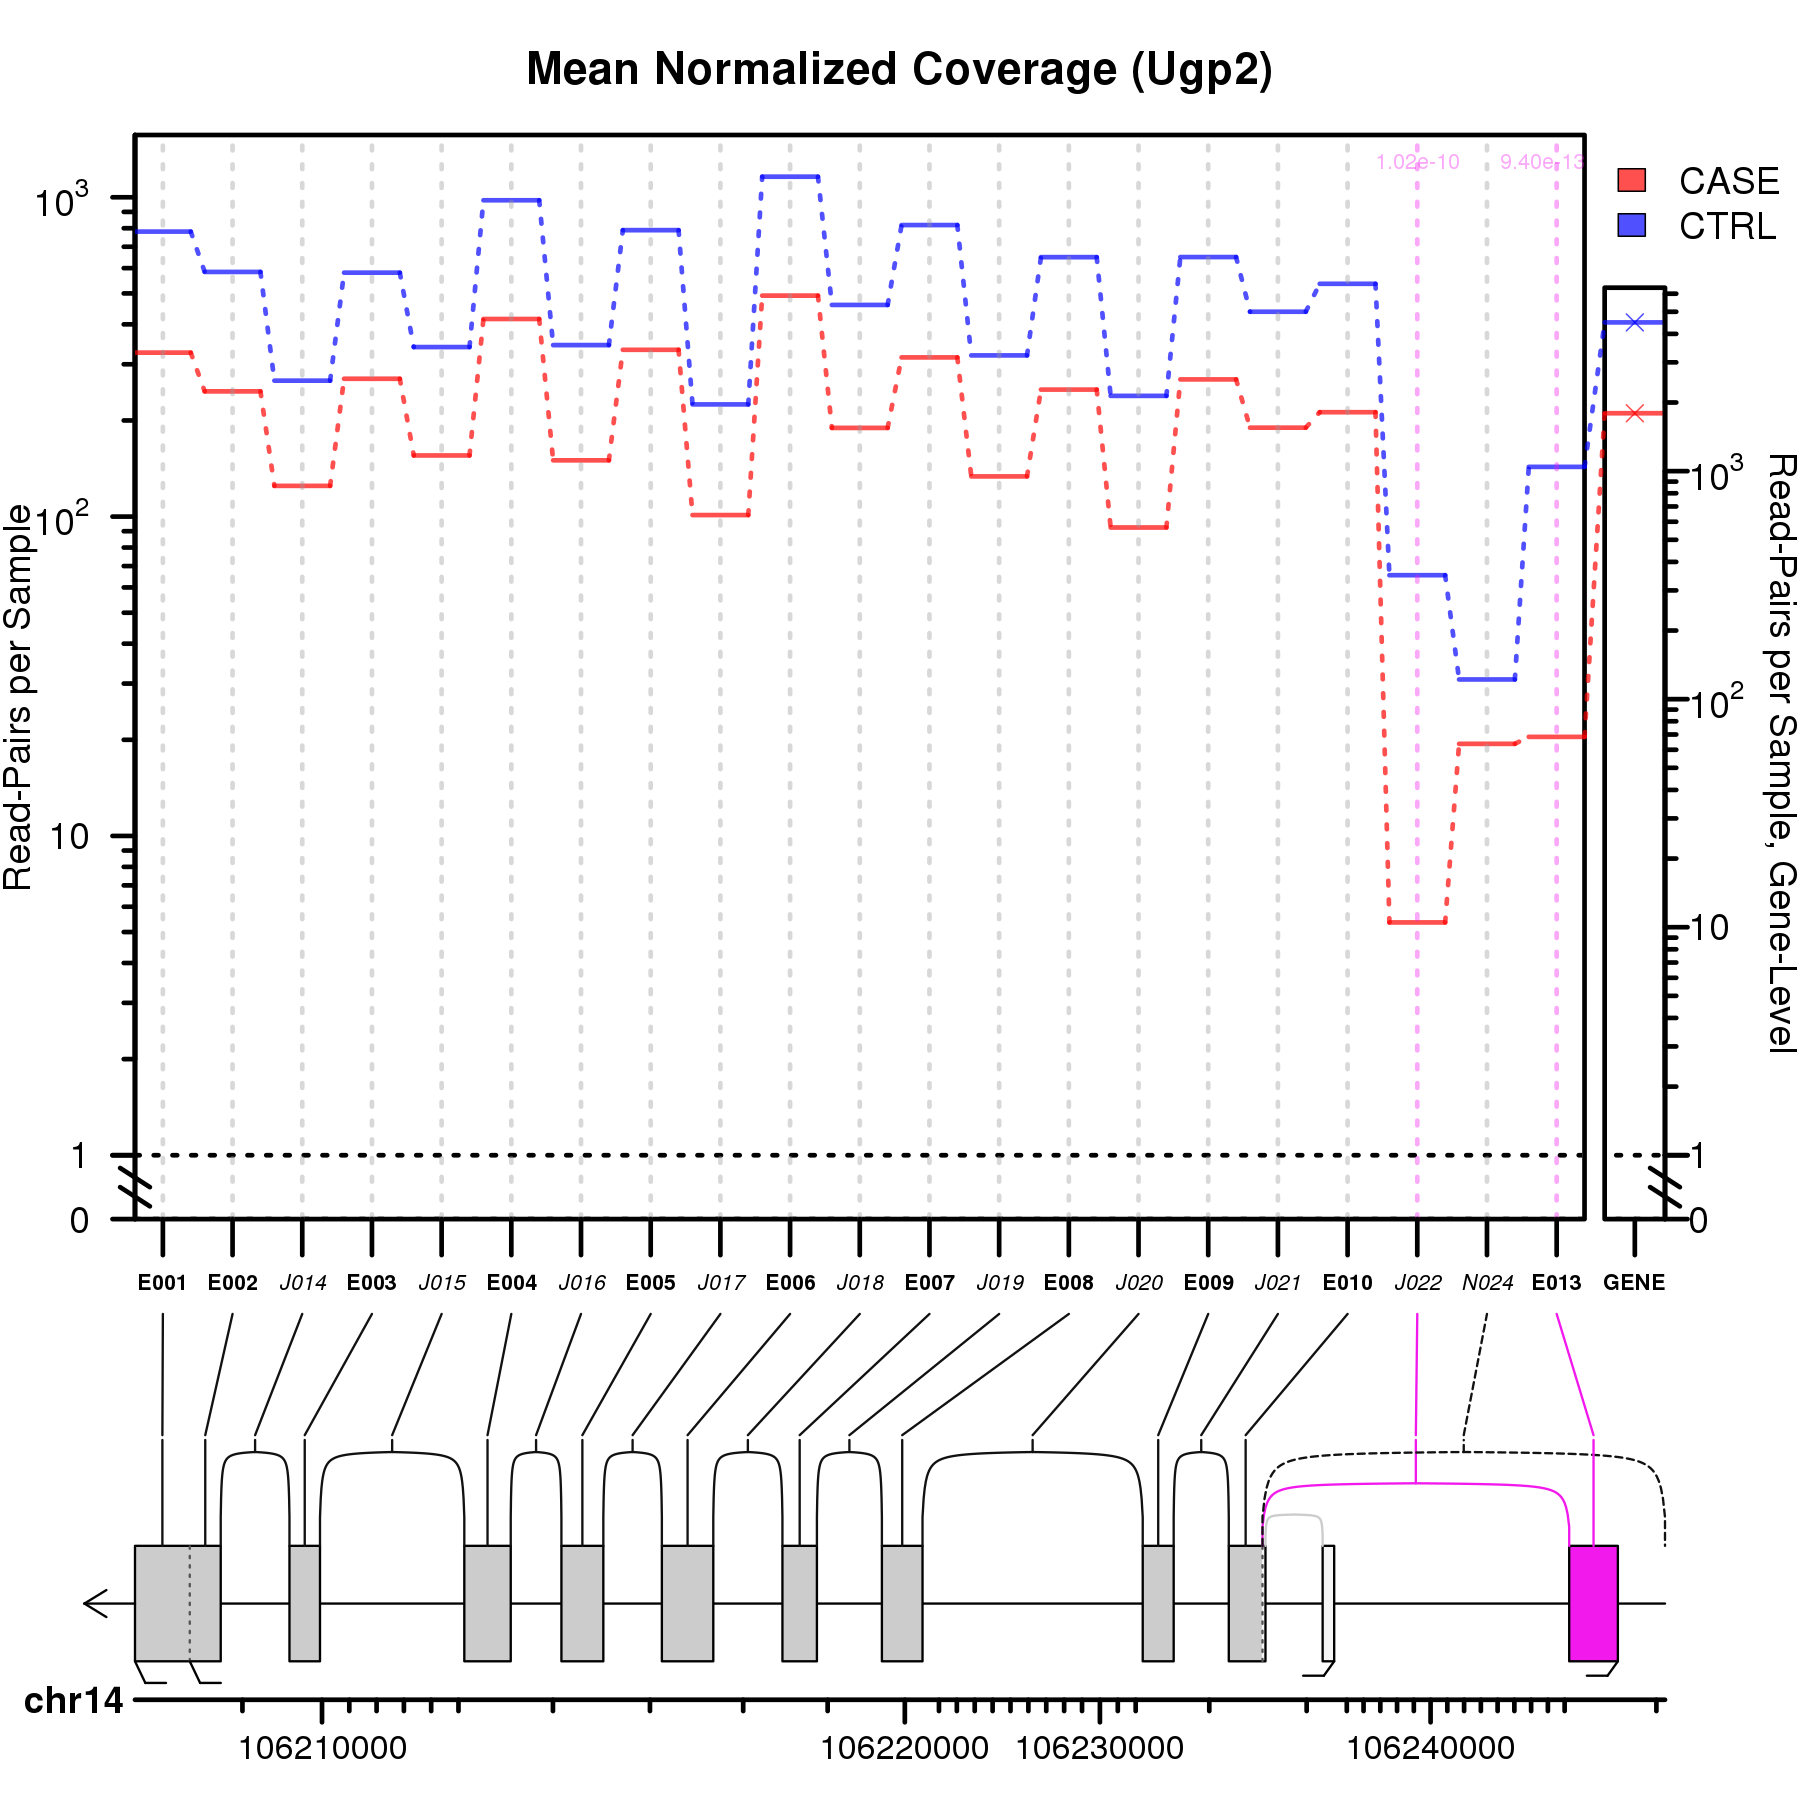 Mean Normalized Coverage (Ugp2)
1.02e-10 9.40e-13
CASE
CTRL
Read-Pairs per Sample
10³
10²
10
1
0
Read-Pairs per Sample, Gene-Level
10³
10²
10
1
0
E001 E002 J014 E003 J015 E004 J016 E005 J017 E006 J018 E007 J019 E008 J020 E009 J021 E010 J022 N024 E013 GENE
chr14
106210000 106220000 106230000 106240000